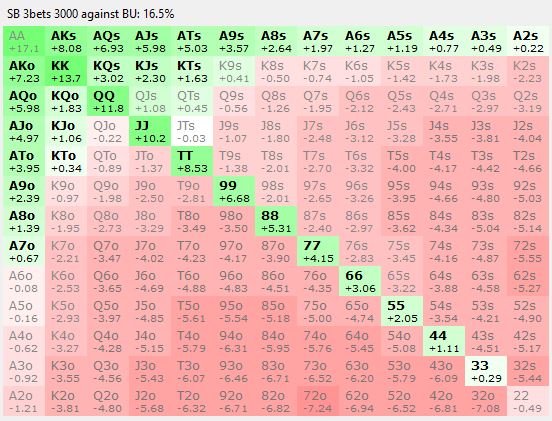 SB 3bets 3000 against BU: 16.5%
AA AKs AQs AJs ATs A9s A8s A7s A6s A5s A4s A3s A2s
+17.1 +8.08 +6.93 +5.98 +5.03 +3.57 +2.64 +1.97 +1.27 +1.19 +0.77 +0.49 +0.22
AKo KK KQs KJs KTs K9s K8s K7s K6s K5s K4s K3s K2s
+7.23 +13.7 +3.02 +2.30 +1.63 +0.41 -0.50 -0.74 -1.05 -1.42 -1.73 -1.98 -2.23
AQo KQo QQ QJs QTs Q9s Q8s Q7s Q6s Q5s Q4s Q3s Q2s
+5.98 +1.83 +11.8 +1.08 +0.45 -0.56 -1.26 -1.95 -2.12 -2.43 -2.71 -2.97 -3.19
AJo KJo QJo JJ JTs J9s J8s J7s J6s J5s J4s J3s J2s
+4.97 +1.06 -0.22 +10.2 -0.03 -1.07 -1.80 -2.48 -3.12 -3.28 -3.55 -3.81 -4.04
ATo KTo QTo JTo TT T9s T8s T7s T6s T5s T4s T3s T2s
+3.95 +0.34 -0.89 -1.37 +8.53 -1.38 -2.01 -2.70 -3.32 -4.00 -4.17 -4.42 -4.66
A9o K9o Q9o J9o T9o 99 98s 97s 96s 95s 94s 93s 92s
+2.39 -0.97 -1.98 -2.50 -2.81 +6.68 -2.05 -2.65 -3.26 -3.95 -4.66 -4.80 -5.03
A8o K8o Q8o J8o T8o 98o 88 87s 86s 85s 84s 83s 82s
+1.39 -1.95 -2.73 -3.29 -3.49 -3.50 +5.31 -2.40 -2.97 -3.62 -4.34 -5.04 -5.14
A7o K7o Q7o J7o T7o 97o 87o 77 76s 75s 74s 73s 72s
+0.55 -2.21 -3.47 -4.02 -4.23 -4.17 -3.90 +4.15 -2.83 -3.45 -4.16 -4.87 -5.55
A6o K6o Q6o J6o T6o 96o 86o 76o 66 65s 64s 63s 62s
-0.08 -2.53 -3.65 -4.69 -4.88 -4.83 -4.51 -4.35 +3.06 -3.22 -3.88 -4.58 -5.27
A5o K5o Q5o J5o T5o 95o 85o 75o 65o 55 54s 53s 52s
-0.16 -2.93 -3.97 -4.85 -5.61 -5.54 -5.18 -5.00 -4.74 +2.05 -3.54 -4.21 -4.90
A4o K4o Q4o J4o T4o 94o 84o 74o 64o 54o 44 43s 42s
-0.62 -3.27 -4.28 -5.15 -5.79 -6.31 -5.95 -5.76 -5.45 -5.08 +1.11 -4.51 -5.17
A3o K3o Q3o J3o T3o 93o 83o 73o 63o 53o 43o 33 32s
-0.92 -3.55 -4.56 -5.43 -6.07 -6.46 -6.71 -6.52 -6.20 -5.79 -6.09 +0.29 -5.44
A2o K2o Q2o J2o T2o 92o 82o 72o 62o 52o 42o 32o 22
-1.21 -3.81 -4.80 -5.68 -6.32 -6.71 -6.82 -7.24 -6.94 -6.52 -6.81 -7.08 -0.49